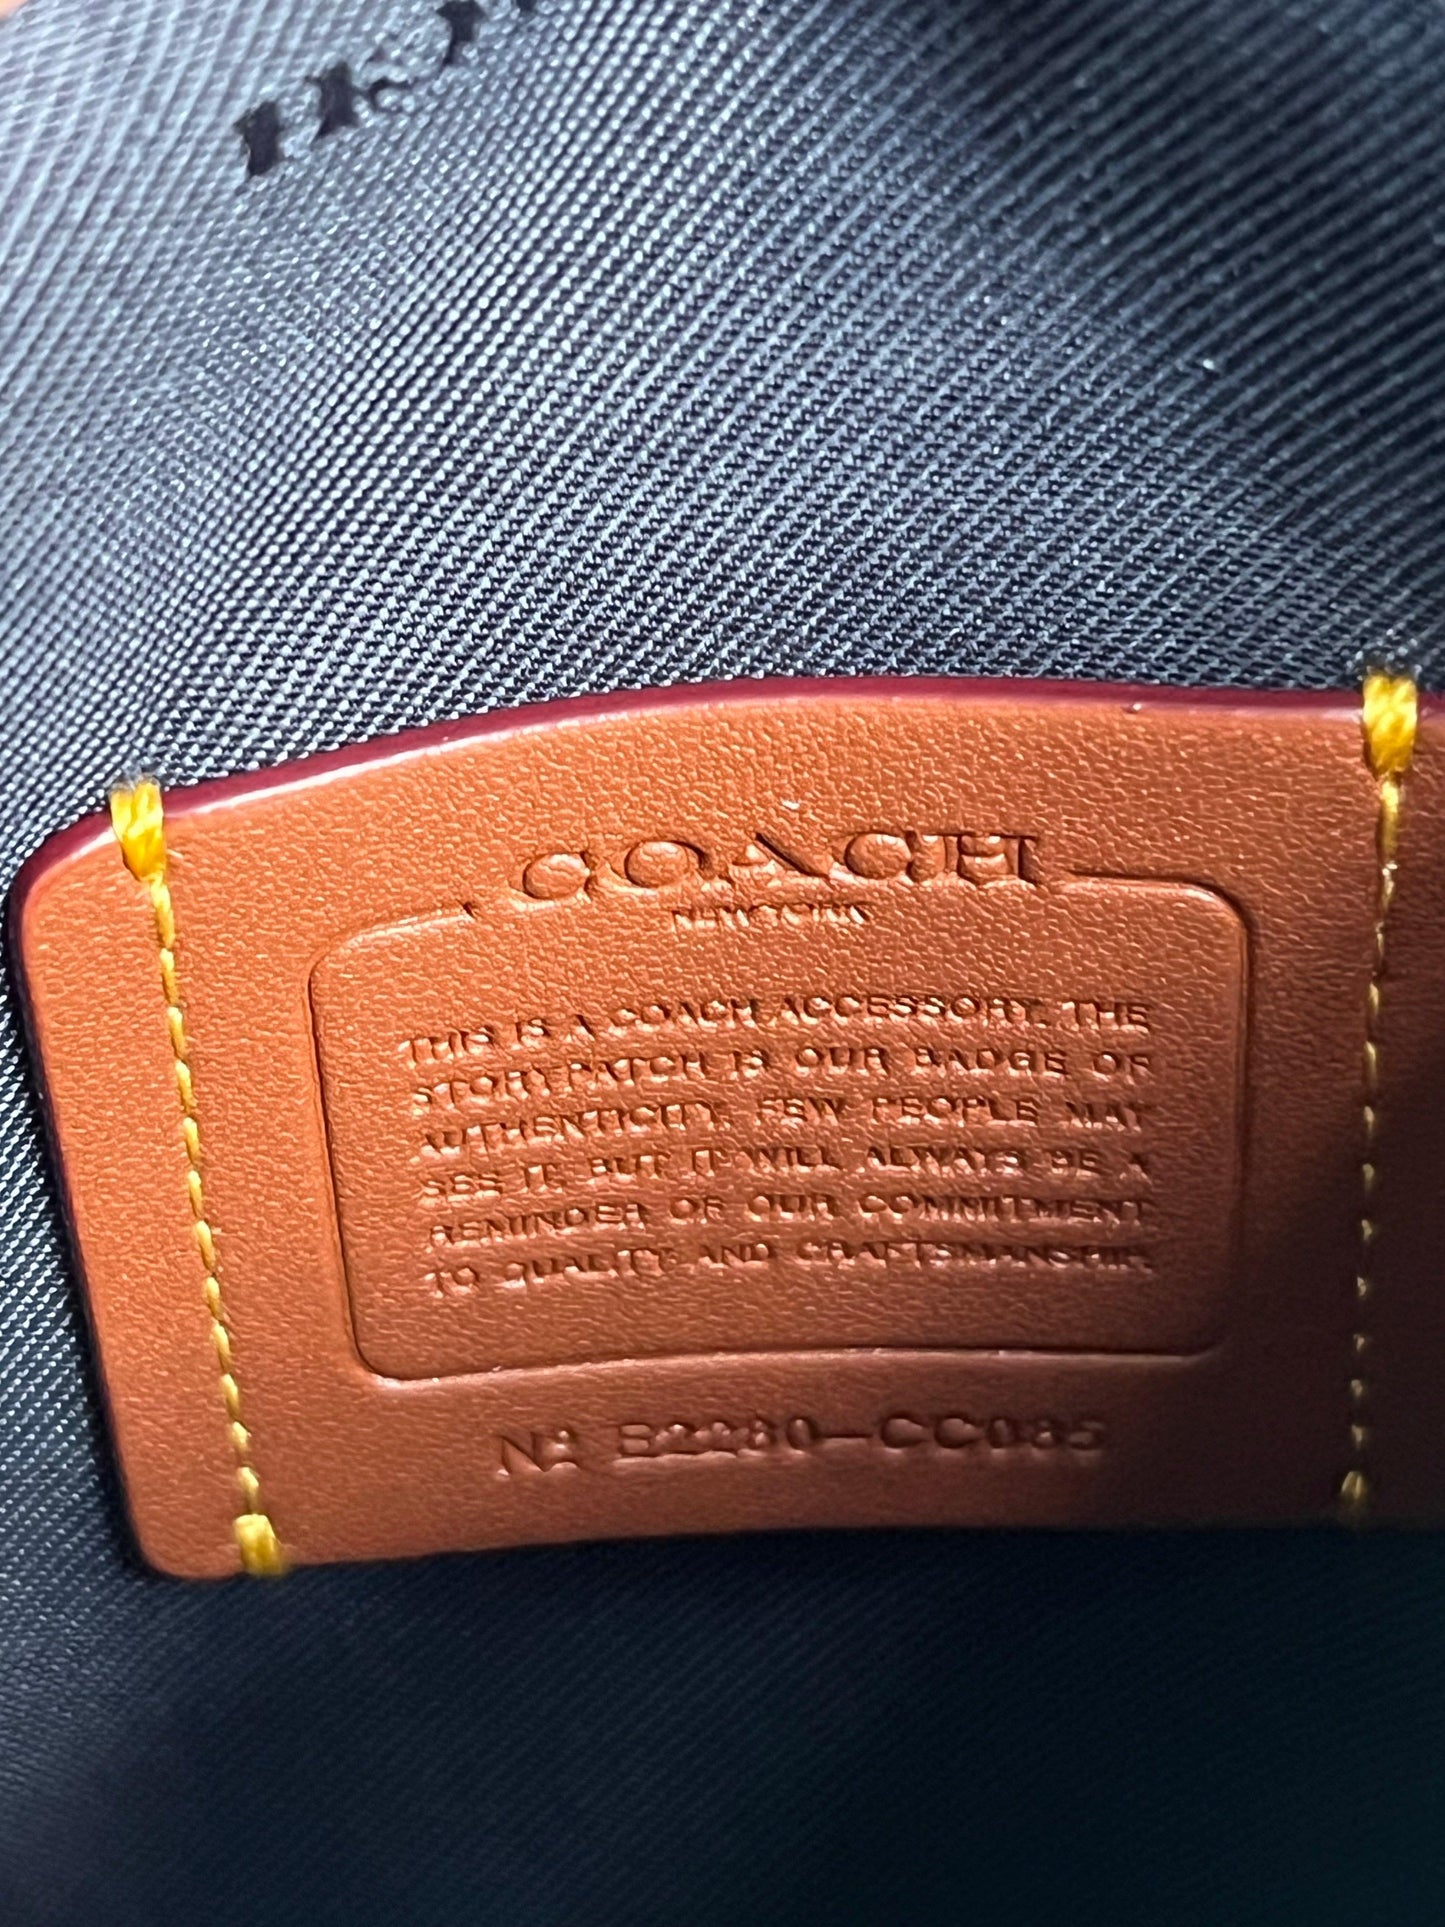 COACH
NEW YORK
THIS IS A COACH ACCESSORY. THE
STORYPATCH IS OUR BADGE OF
AUTHENTICITY. FEW PEOPLE MAY
SEE IT, BUT IT WILL ALWAYS BE A
REMINDER OF OUR COMMITMENT
TO QUALITY AND CRAFTSMANSHIP.
Nº